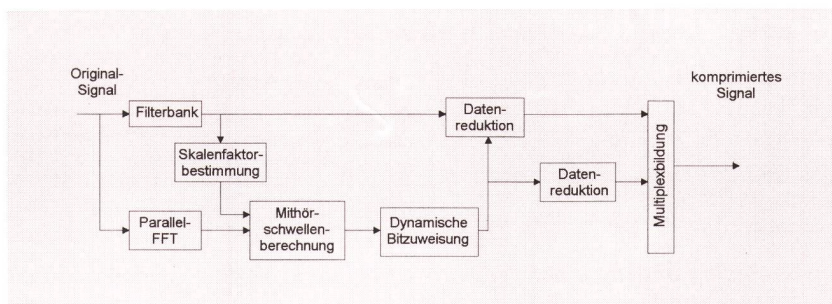 Original-
Signal
komprimiertes
Signal
Filterbank
Daten-
reduktion
Skalenfaktor-
bestimmung
Daten-
reduktion
Multiplexbildung
Parallel-
FFT
Mithör-
schwellen-
berechnung
Dynamische
Bitzuweisung